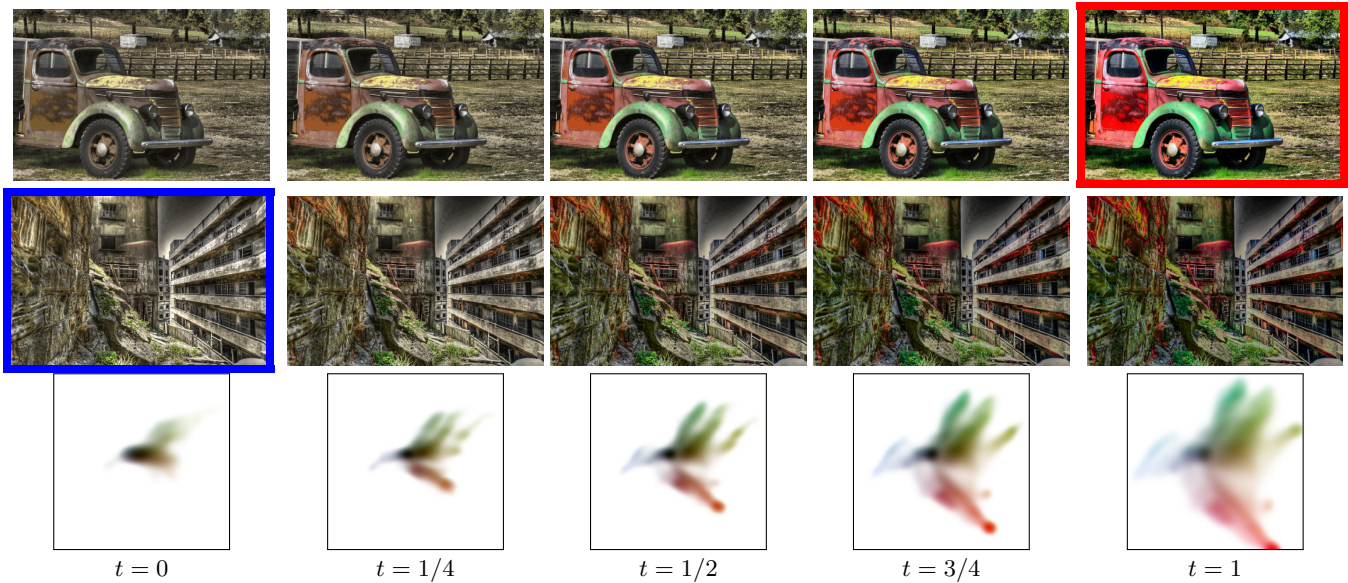 t = 0 t = 1/4 t = 1/2 t = 3/4 t = 1